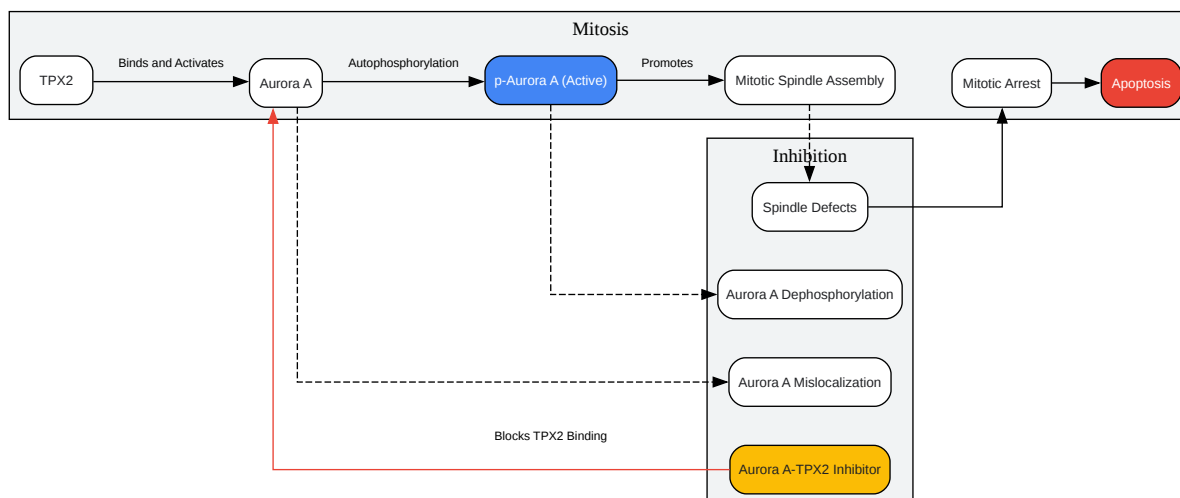 Mitosis
TPX2
Binds and Activates
Aurora A
Autophosphorylation
p-Aurora A (Active)
Promotes
Mitotic Spindle Assembly
Mitotic Arrest
Apoptosis
Inhibition
Spindle Defects
Aurora A Dephosphorylation
Aurora A Mislocalization
Blocks TPX2 Binding
Aurora A-TPX2 Inhibitor